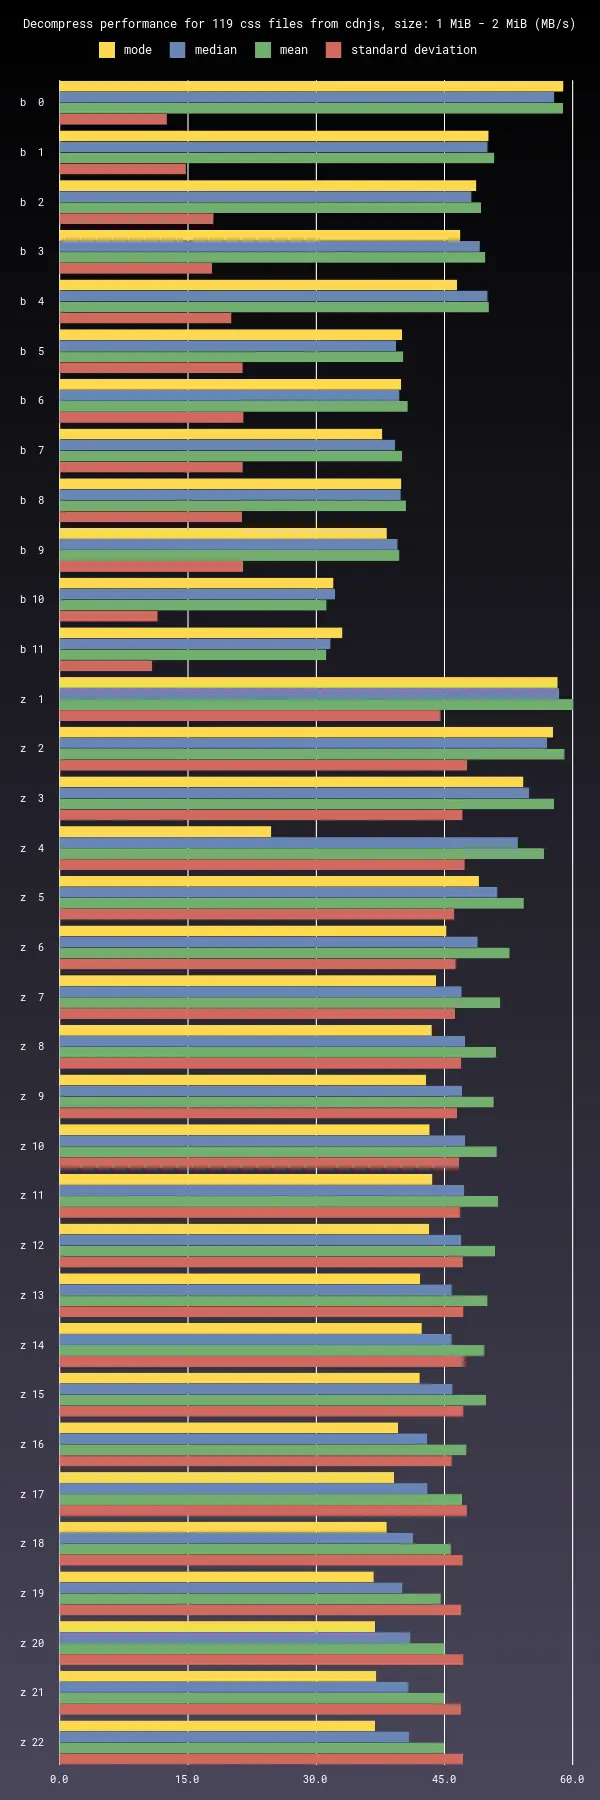 Decompress performance for 119 css files from cdnjs, size: 1 MiB - 2 MiB (MB/s)
mode median mean standard deviation
b 0
b 1
b 2
b 3
b 4
b 5
b 6
b 7
b 8
b 9
b 10
b 11
z 1
z 2
z 3
z 4
z 5
z 6
z 7
z 8
z 9
z 10
z 11
z 12
z 13
z 14
z 15
z 16
z 17
z 18
z 19
z 20
z 21
z 22
0.0 15.0 30.0 45.0 60.0